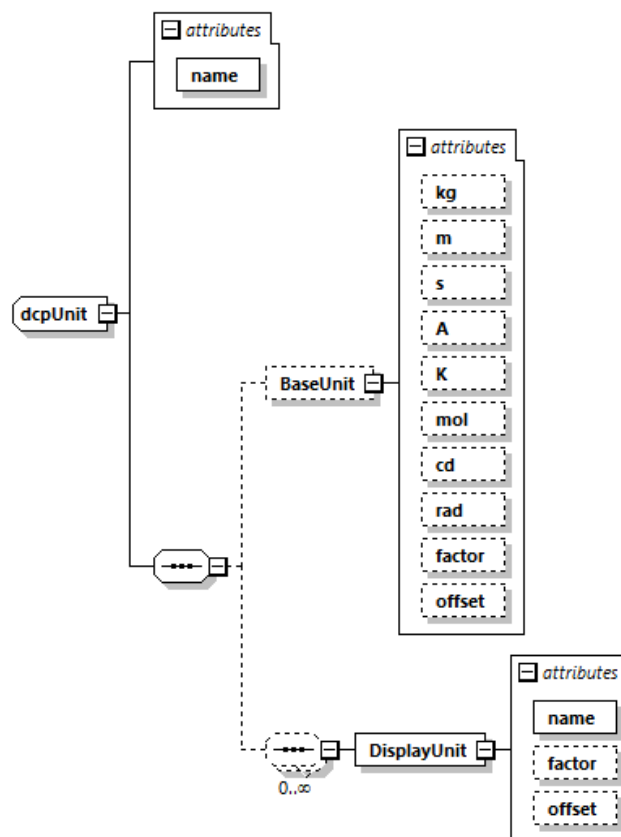 attributes
name
attributes
kg
m
s
A
K
mol
cd
rad
factor
offset
dcpUnit
BaseUnit
attributes
name
factor
offset
DisplayUnit
0..∞